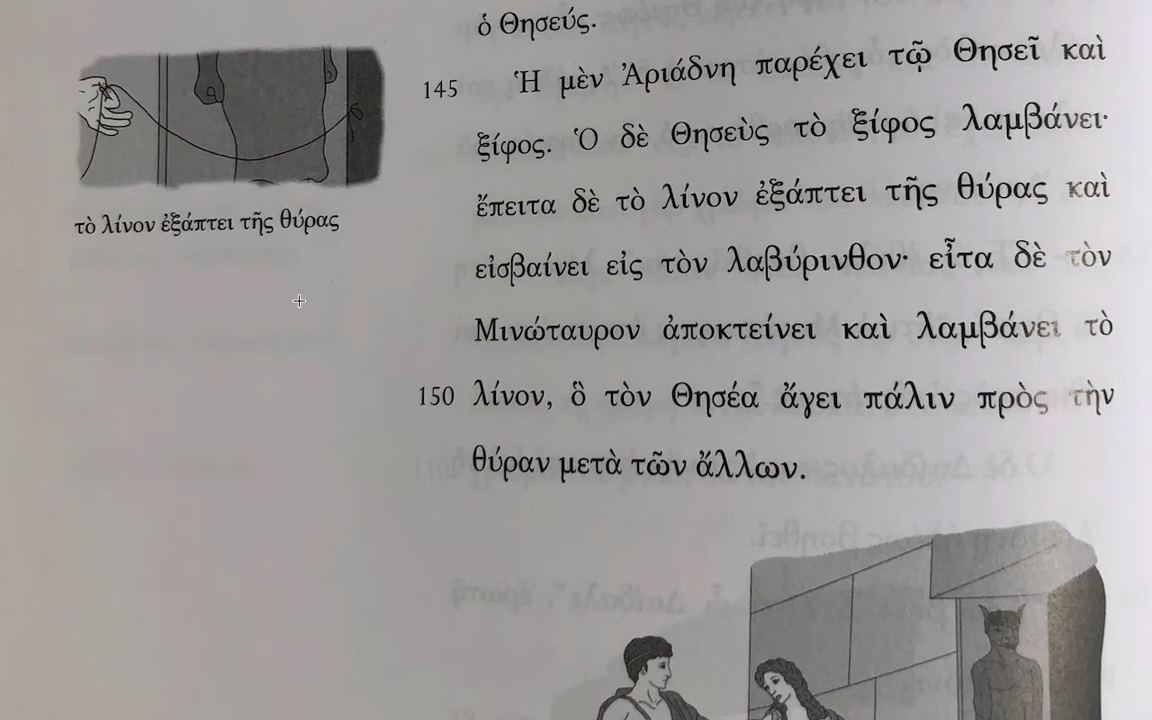 ὁ Θησεύς.
145 Ἡ μὲν Ἀριάδνη παρέχει τῷ Θησεῖ καὶ
ξίφος. Ὁ δὲ Θησεὺς τὸ ξίφος λαμβάνει·
ἔπειτα δὲ τὸ λίνον ἐξάπτει τῆς θύρας καὶ
εἰσβαίνει εἰς τὸν λαβύρινθον· εἶτα δὲ τὸν
Μινώταυρον ἀποκτείνει καὶ λαμβάνει τὸ
150 λίνον, ὃ τὸν Θησέα ἄγει πάλιν πρὸς τὴν
θύραν μετὰ τῶν ἄλλων.
τὸ λίνον ἐξάπτει τῆς θύρας